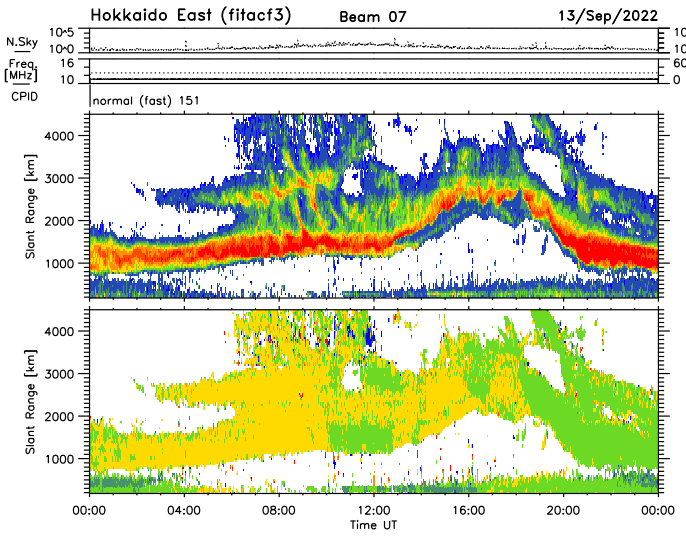 Hokkaido East (fitacf3) Beam 07 13/Sep/2022
N.Sky 10^5 10^0
Freq. [MHz] 16 10 60 0
CPID normal (fast) 151
Slant Range [km] 4000 3000 2000 1000
Slant Range [km] 4000 3000 2000 1000
00:00 04:00 08:00 12:00 16:00 20:00 00:00
Time UT